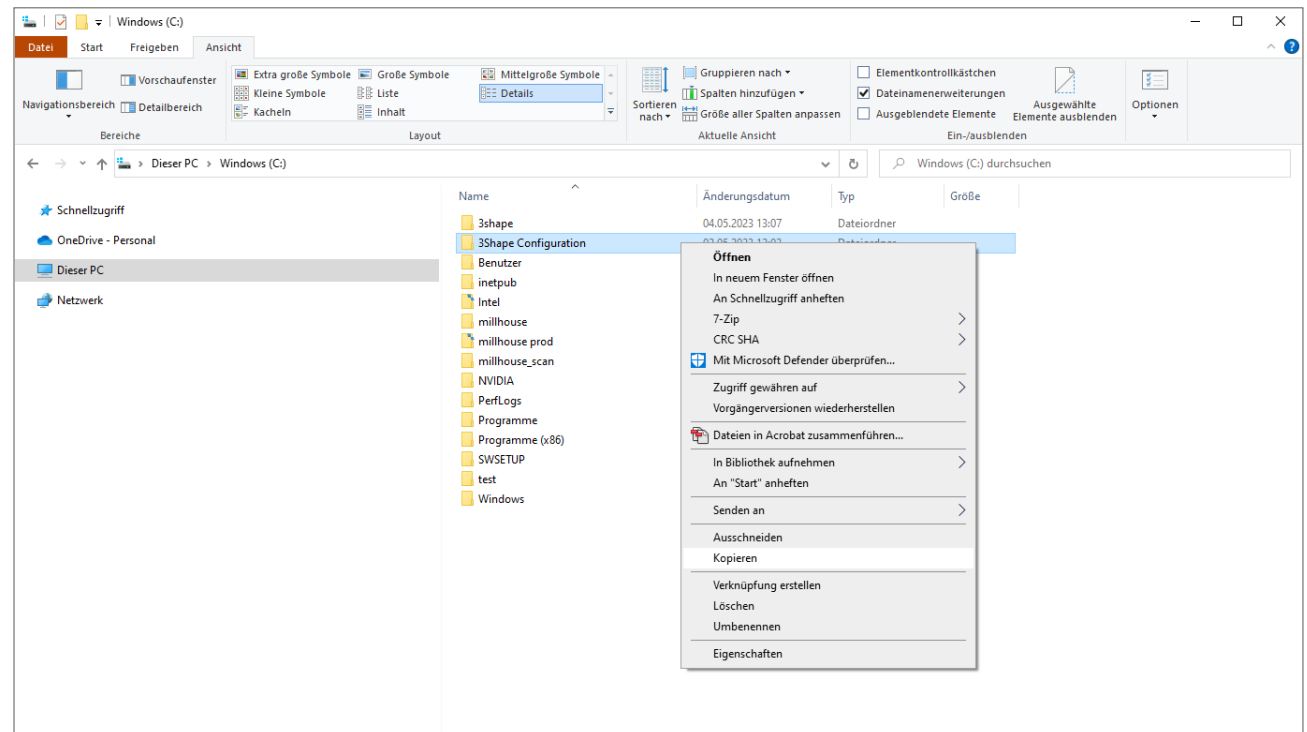 Windows (C:)
Datei Start Freigeben Ansicht
Navigationsbereich
Vorschaufenster
Detailbereich
Bereiche
Extra große Symbole Große Symbole Mittelgroße Symbole
Kleine Symbole Liste Details
Kacheln Inhalt
Layout
Sortieren nach
Gruppieren nach
Spalten hinzufügen
Größe aller Spalten anpassen
Aktuelle Ansicht
Elementkontrollkästchen
Dateinamenerweiterungen
Ausgeblendete Elemente
Ausgewählte
Elemente ausblenden
Ein-/ausblenden
Optionen
Dieser PC Windows (C:)
Windows (C:) durchsuchen
Schnellzugriff
OneDrive - Personal
Dieser PC
Netzwerk
Name Änderungsdatum Typ Größe
3shape 04.05.2023 13:07 Dateiordner
3Shape Configuration
Benutzer
inetpub
Intel
millhouse
millhouse prod
millhouse_scan
NVIDIA
PerfLogs
Programme
Programme (x86)
SWSETUP
test
Windows
Öffnen
In neuem Fenster öffnen
An Schnellzugriff anheften
7-Zip
CRC SHA
Mit Microsoft Defender überprüfen...
Zugriff gewähren auf
Vorgängerversionen wiederherstellen
Dateien in Acrobat zusammenführen...
In Bibliothek aufnehmen
An "Start" anheften
Senden an
Ausschneiden
Kopieren
Verknüpfung erstellen
Löschen
Umbenennen
Eigenschaften